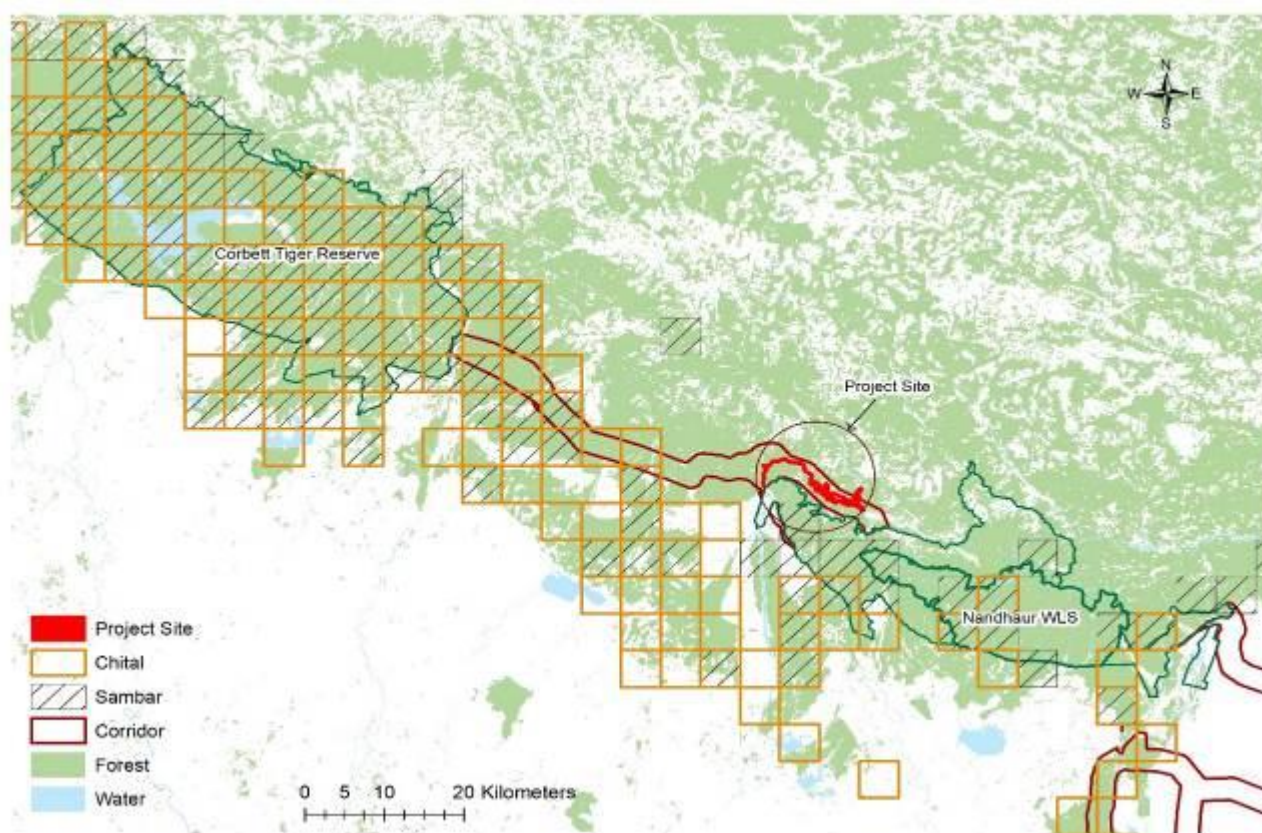 N
W E
S
Corbett Tiger Reserve
Project Site
Nandhaur WLS
Project Site
Chital
Sambar
Corridor
Forest
Water
0 5 10 20 Kilometers